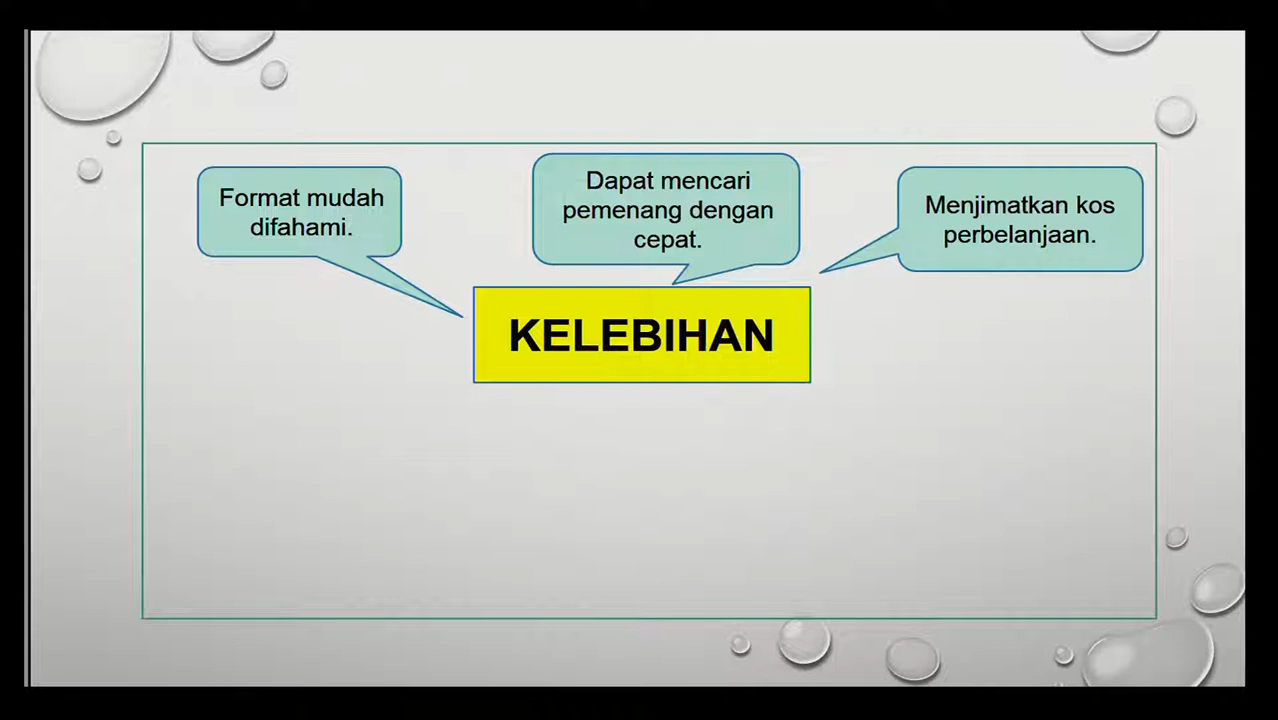 Format mudah
difahami.
Dapat mencari
pemenang dengan
cepat.
Menjimatkan kos
perbelanjaan.
KELEBIHAN